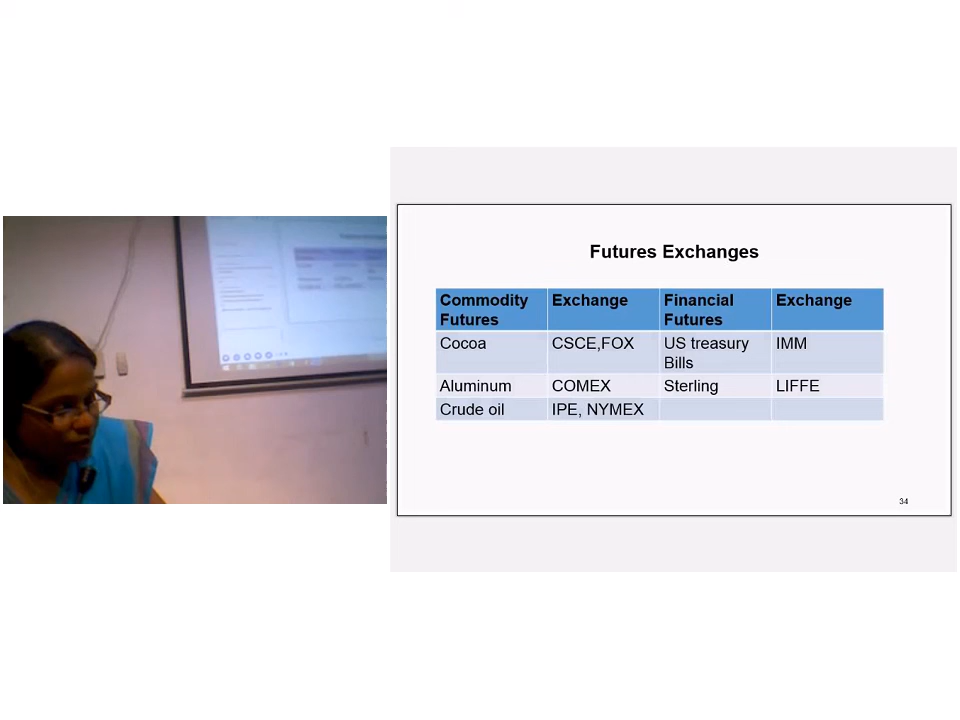 Futures Exchanges
Commodity Futures | Exchange | Financial Futures | Exchange
Cocoa | CSCE,FOX | US treasury Bills | IMM
Aluminum | COMEX | Sterling | LIFFE
Crude oil | IPE, NYMEX
34